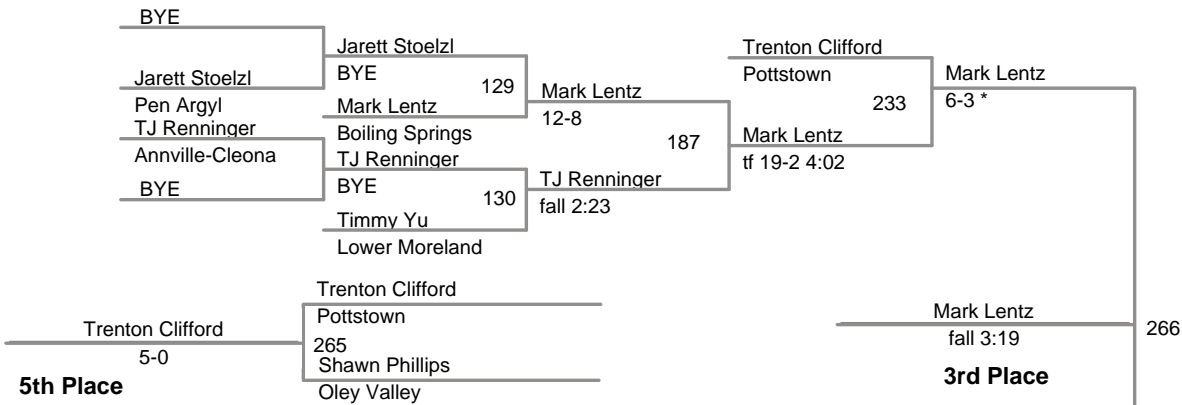 BYE
Jarett Stoelzl
Pen Argyl
TJ Renninger
Annville-Cleona
BYE
Jarett Stoelzl
BYE
129
Mark Lentz
Boiling Springs
TJ Renninger
BYE
130
Timmy Yu
Lower Moreland
Mark Lentz
12-8
187
TJ Renninger
fall 2:23
Trenton Clifford
Pottstown
233
Mark Lentz
tf 19-2 4:02
Mark Lentz
6-3 *
Trenton Clifford
Pottstown
265
Shawn Phillips
Oley Valley
Trenton Clifford
5-0
5th Place
Mark Lentz
fall 3:19
266
3rd Place